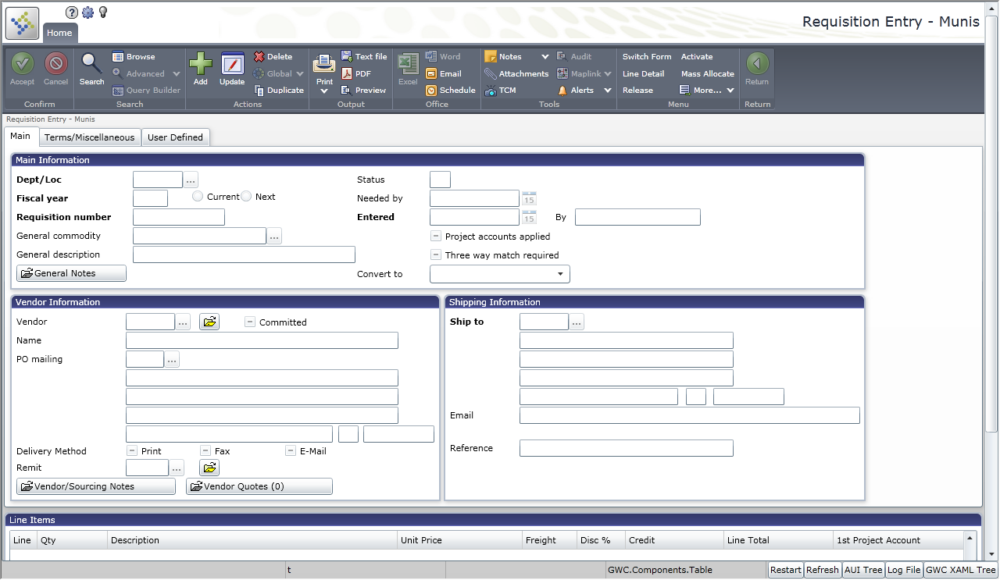 Requisition Entry - Munis
Home
Accept Cancel Search Browse Advanced Query Builder Add Update Delete Global Duplicate Print Text file PDF Preview Excel Word Email Schedule Notes Attachments TCM Audit Maplink Alerts Switch Form Line Detail Release Activate Mass Allocate More... Return
Confirm Search Actions Output Office Tools Menu Return
Requisition Entry - Munis
Main Terms/Miscellaneous User Defined
Main Information
Dept/Loc ... Status
Fiscal year Current Next Needed by 15
Requisition number Entered 15 By
General commodity ... Project accounts applied
General description Three way match required
General Notes Convert to
Vendor Information
Vendor ... Committed
Name
PO mailing ...
Delivery Method Print Fax E-Mail
Remit ...
Vendor/Sourcing Notes Vendor Quotes (0)
Shipping Information
Ship to ...
Email
Reference
Line Items
Line Qty Description Unit Price Freight Disc % Credit Line Total 1st Project Account
t GWC.Components.Table Restart Refresh AUI Tree Log File GWC XAML Tree